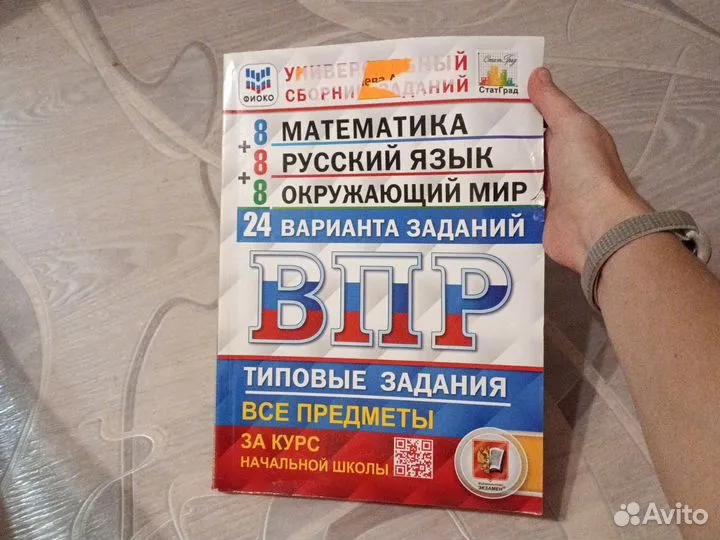 ФИОКО
СБОРНИК ЗАДАНИЙ
СтатГрад
8 МАТЕМАТИКА
+
8 РУССКИЙ ЯЗЫК
+
8 ОКРУЖАЮЩИЙ МИР
24 ВАРИАНТА ЗАДАНИЙ
ВПР
ТИПОВЫЕ ЗАДАНИЯ
ВСЕ ПРЕДМЕТЫ
ЗА КУРС
НАЧАЛЬНОЙ ШКОЛЫ
ЭКЗАМЕН
Avito